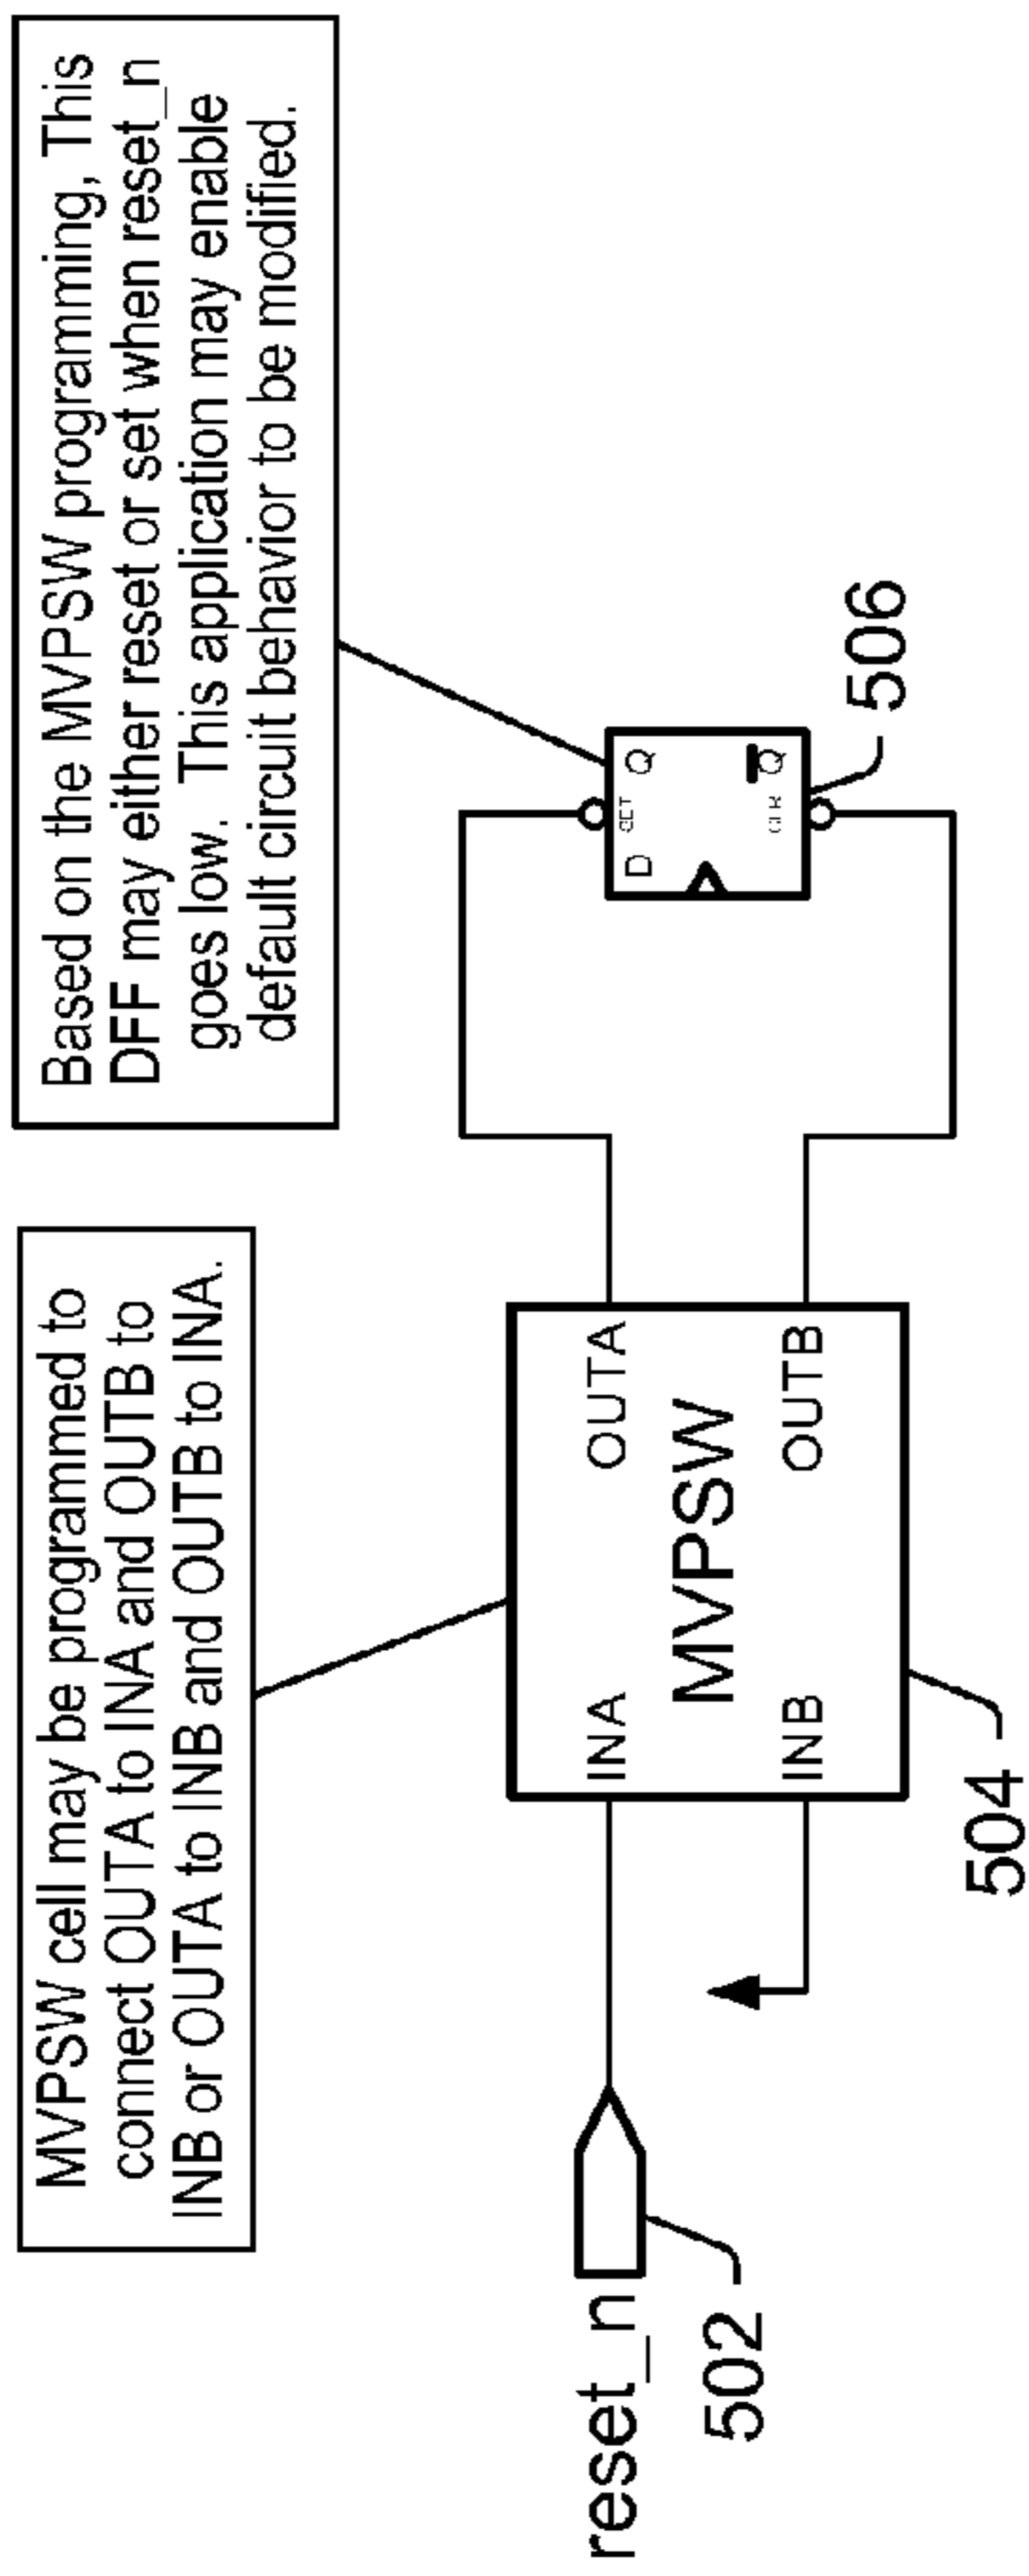 MVPSW cell may be programmed to
connect OUTA to INA and OUTB to
INB or OUTA to INB and OUTB to INA.
Based on the MVPSW programming, This
DFF may either reset or set when reset_n
goes low. This application may enable
default circuit behavior to be modified.
reset_n
502
INA
OUTA
MVPSW
INB
OUTB
504
D
SET
Q
CLR
Q
506